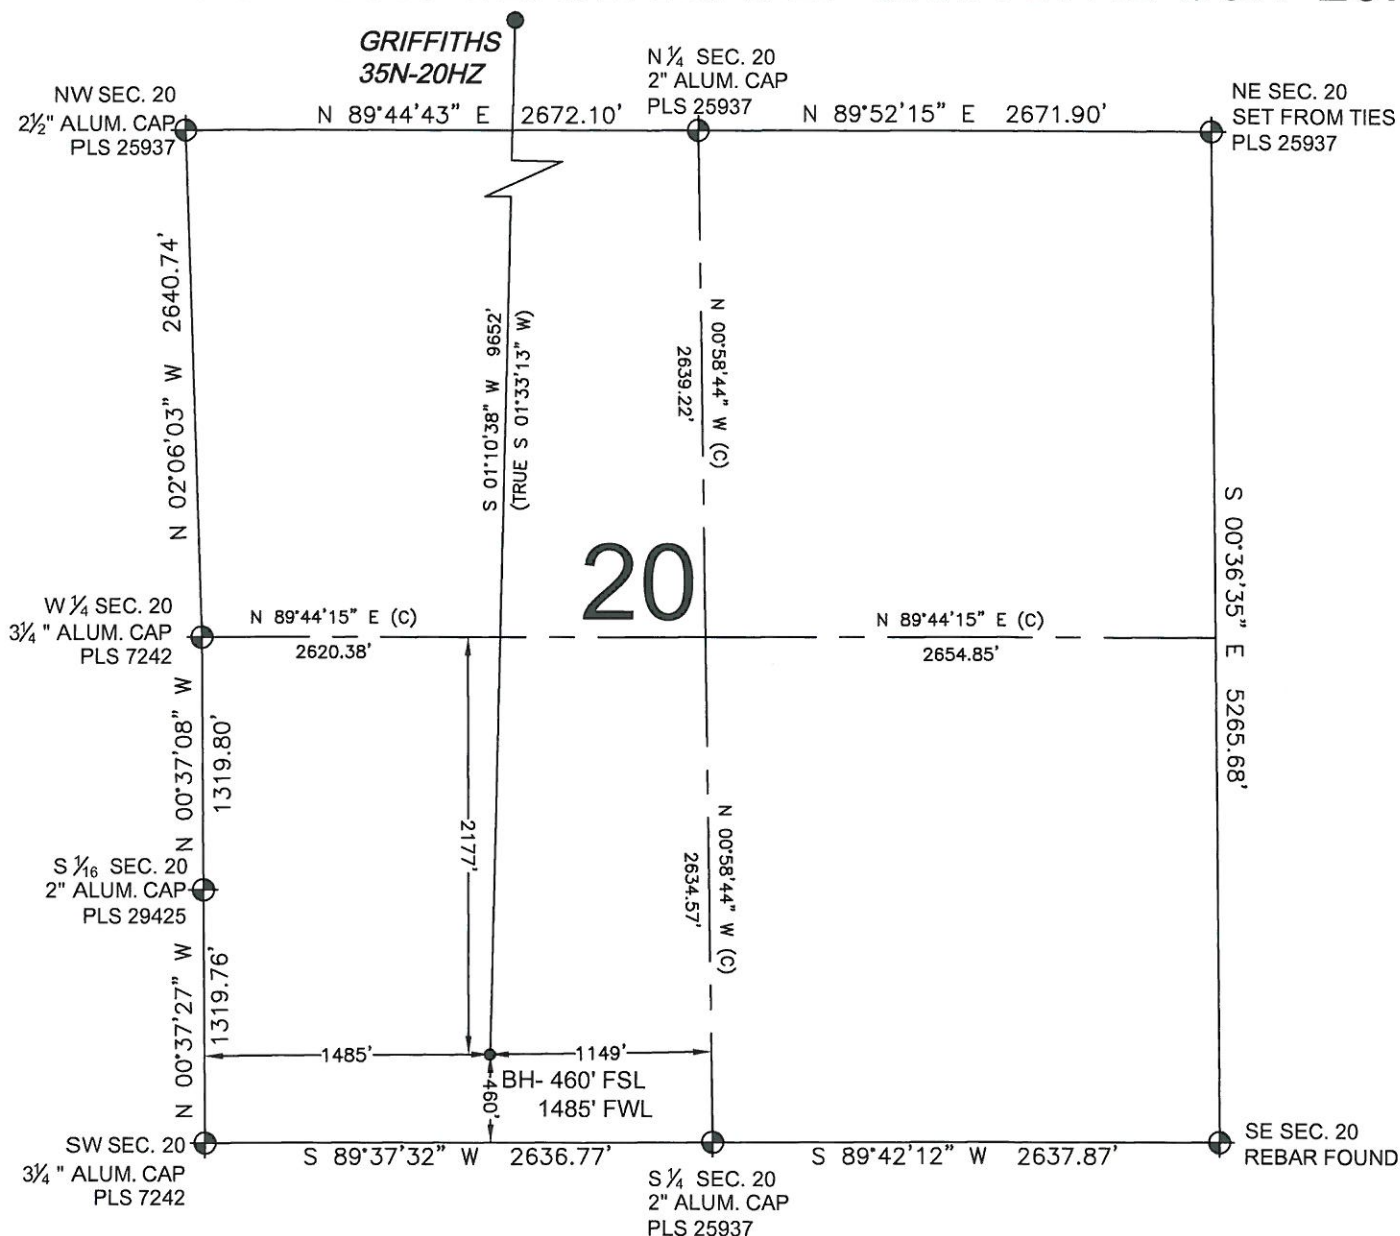 GRIFFITHS
35N-20HZ
N ¼ SEC. 20
2" ALUM. CAP
PLS 25937
NW SEC. 20
2½" ALUM. CAP
PLS 25937
N 89°44'43" E 2672.10'
N 89°52'15" E 2671.90'
NE SEC. 20
SET FROM TIES
PLS 25937
N 02°06'03" W 2640.74'
S 01°10'38" W 9652'
(TRUE S 01°33'13" W)
N 00°58'44" W (C)
2639.22'
20
S 00°36'35" E 5265.68'
W ¼ SEC. 20
3¼ " ALUM. CAP
PLS 7242
N 89°44'15" E (C)
2620.38'
N 89°44'15" E (C)
2654.85'
N 00°37'08" W
1319.80'
2177'
N 00°58'44" W (C)
2634.57'
S 1⁄16 SEC. 20
2" ALUM. CAP
PLS 29425
N 00°37'27" W
1319.76'
1485'
1149'
460'
BH- 460' FSL
1485' FWL
SW SEC. 20
3¼ " ALUM. CAP
PLS 7242
S 89°37'32" W 2636.77'
S ¼ SEC. 20
2" ALUM. CAP
PLS 25937
S 89°42'12" W 2637.87'
SE SEC. 20
REBAR FOUND